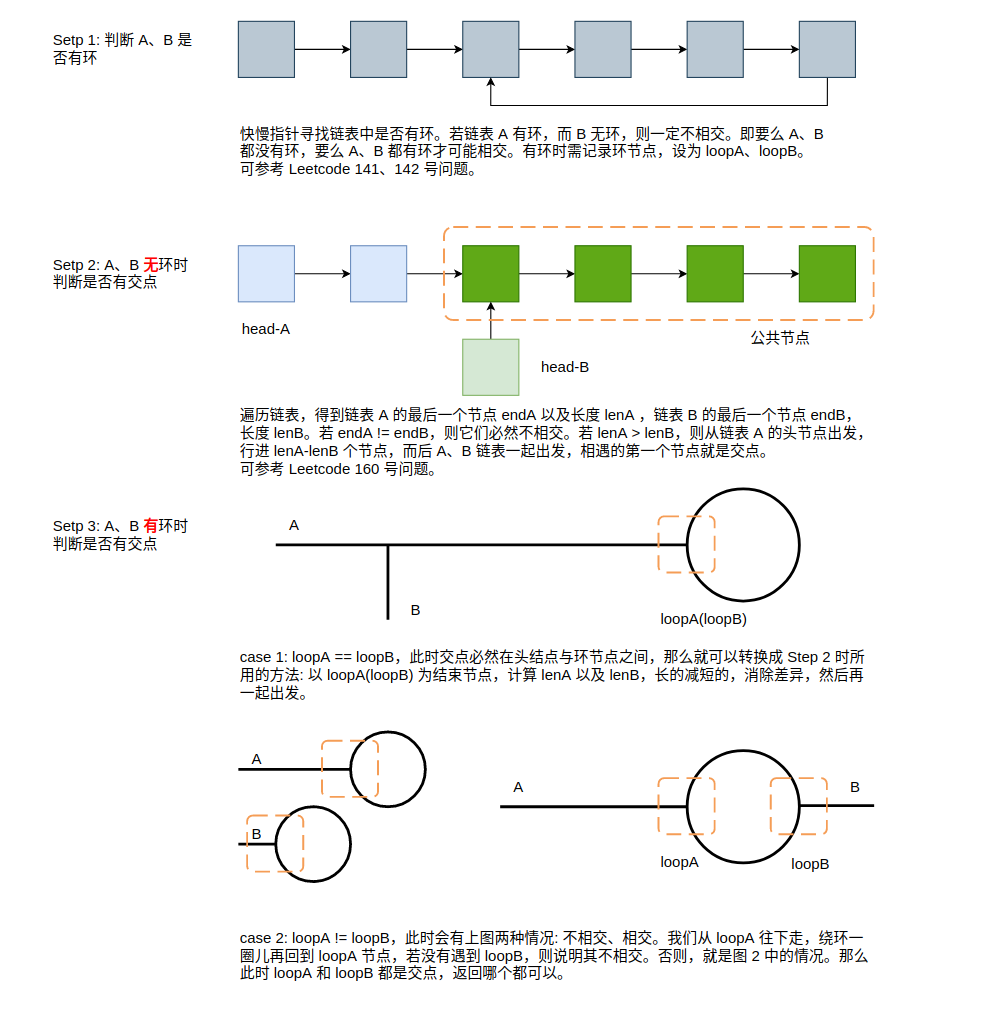 Setp 1: 判断 A、B 是
否有环
快慢指针寻找链表中是否有环。若链表 A 有环，而 B 无环，则一定不相交。即要么 A、B
都没有环，要么 A、B 都有环才可能相交。有环时需记录环节点，设为 loopA、loopB。
可参考 Leetcode 141、142 号问题。
Setp 2: A、B 无环时
判断是否有交点
head-A
公共节点
head-B
遍历链表，得到链表 A 的最后一个节点 endA 以及长度 lenA ，链表 B 的最后一个节点 endB，
长度 lenB。若 endA != endB，则它们必然不相交。若 lenA > lenB，则从链表 A 的头节点出发，
行进 lenA-lenB 个节点，而后 A、B 链表一起出发，相遇的第一个节点就是交点。
可参考 Leetcode 160 号问题。
Setp 3: A、B 有环时
判断是否有交点
A
B
loopA(loopB)
case 1: loopA == loopB，此时交点必然在头结点与环节点之间，那么就可以转换成 Step 2 时所
用的方法: 以 loopA(loopB) 为结束节点，计算 lenA 以及 lenB，长的减短的，消除差异，然后再
一起出发。
A
B
A
B
loopA
loopB
case 2: loopA != loopB，此时会有上图两种情况: 不相交、相交。我们从 loopA 往下走，绕环一
圈儿再回到 loopA 节点，若没有遇到 loopB，则说明其不相交。否则，就是图 2 中的情况。那么
此时 loopA 和 loopB 都是交点，返回哪个都可以。